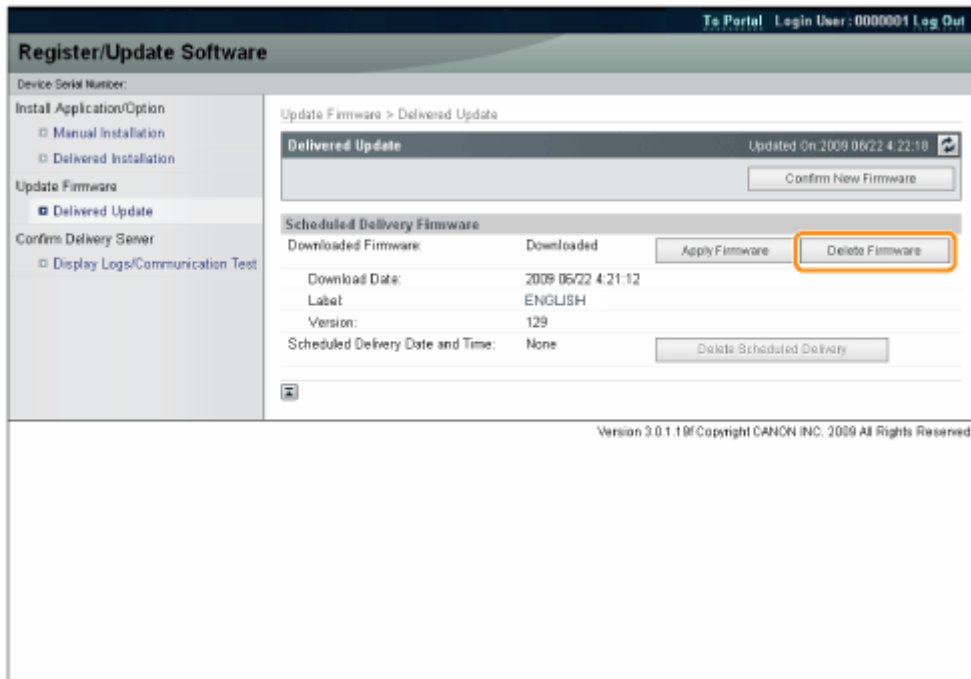 To Portal Login User : 0000001 Log Out
Register/Update Software
Device Serial Number:
Install Application/Option
Manual Installation
Delivered Installation
Update Firmware
Delivered Update
Confirm Delivery Server
Display Logs/Communication Test
Update Firmware > Delivered Update
Delivered Update Updated On:2009 06/22 4:22:18
Confirm New Firmware
Scheduled Delivery Firmware
Downloaded Firmware: Downloaded Apply Firmware Delete Firmware
Download Date: 2009 06/22 4:21:12
Label: ENGLISH
Version: 129
Scheduled Delivery Date and Time: None Delete Scheduled Delivery
Version 3.0.1.19f Copyright CANON INC. 2009 All Rights Reserved